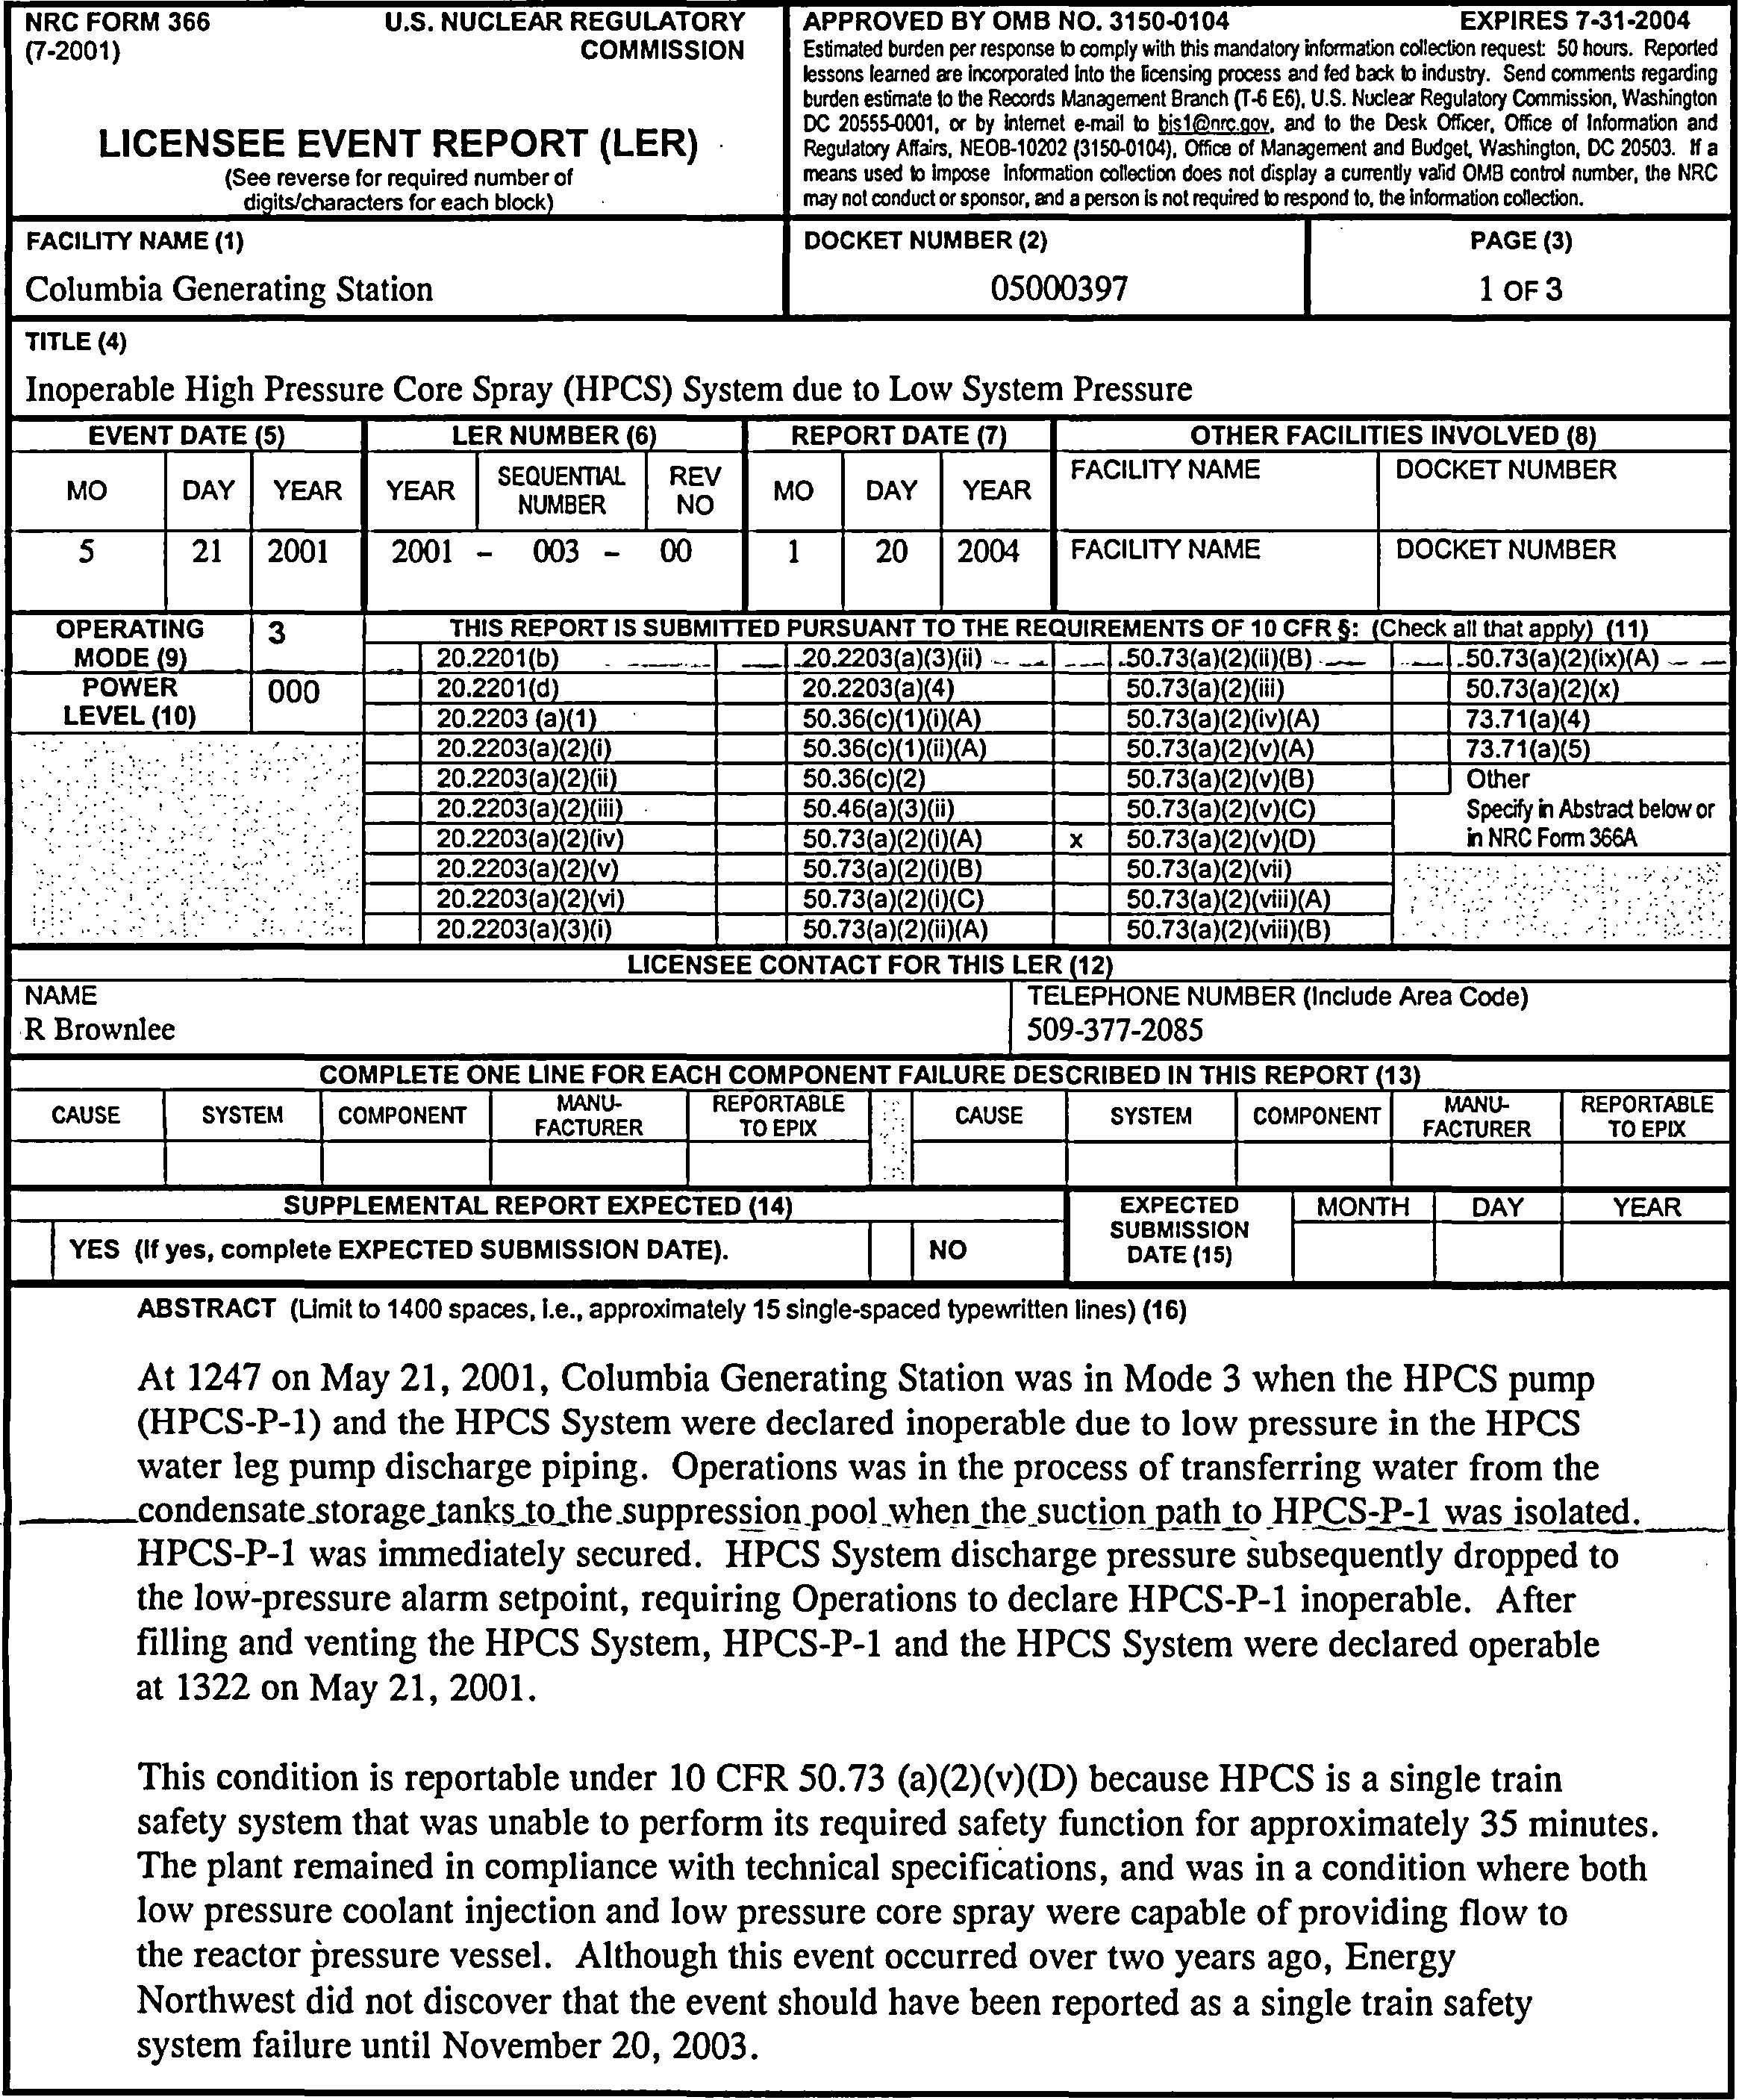 NRC FORM 366 U.S. NUCLEAR REGULATORY
(7-2001) COMMISSION
LICENSEE EVENT REPORT (LER)
(See reverse for required number of
digits/characters for each block)
APPROVED BY OMB NO. 3150-0104 EXPIRES 7-31-2004
Estimated burden per response to comply with this mandatory information collection request: 50 hours. Reported
lessons learned are incorporated into the licensing process and fed back to industry. Send comments regarding
burden estimate to the Records Management Branch (T-6 E6), U.S. Nuclear Regulatory Commission, Washington
DC 20555-0001, or by internet e-mail to bjs1@nrc.gov, and to the Desk Officer, Office of Information and
Regulatory Affairs, NEOB-10202 (3150-0104), Office of Management and Budget, Washington, DC 20503. If a
means used to impose information collection does not display a currently valid OMB control number, the NRC
may not conduct or sponsor, and a person is not required to respond to, the information collection.
FACILITY NAME (1) DOCKET NUMBER (2) PAGE (3)
Columbia Generating Station 05000397 1 OF 3
TITLE (4)
Inoperable High Pressure Core Spray (HPCS) System due to Low System Pressure
EVENT DATE (5) LER NUMBER (6) REPORT DATE (7) OTHER FACILITIES INVOLVED (8)
MO DAY YEAR YEAR SEQUENTIAL NUMBER REV NO MO DAY YEAR FACILITY NAME DOCKET NUMBER
5 21 2001 2001 - 003 - 00 1 20 2004 FACILITY NAME DOCKET NUMBER
OPERATING MODE (9) 3 THIS REPORT IS SUBMITTED PURSUANT TO THE REQUIREMENTS OF 10 CFR §: (Check all that apply) (11)
20.2201(b) 20.2203(a)(3)(ii) 50.73(a)(2)(ii)(B) 50.73(a)(2)(ix)(A)
POWER LEVEL (10) 000 20.2201(d) 20.2203(a)(4) 50.73(a)(2)(iii) 50.73(a)(2)(x)
20.2203 (a)(1) 50.36(c)(1)(i)(A) 50.73(a)(2)(iv)(A) 73.71(a)(4)
20.2203(a)(2)(i) 50.36(c)(1)(ii)(A) 50.73(a)(2)(v)(A) 73.71(a)(5)
20.2203(a)(2)(ii) 50.36(c)(2) 50.73(a)(2)(v)(B) Other
20.2203(a)(2)(iii) 50.46(a)(3)(ii) 50.73(a)(2)(v)(C) Specify in Abstract below or
20.2203(a)(2)(iv) 50.73(a)(2)(i)(A) x 50.73(a)(2)(v)(D) in NRC Form 366A
20.2203(a)(2)(v) 50.73(a)(2)(i)(B) 50.73(a)(2)(vii)
20.2203(a)(2)(vi) 50.73(a)(2)(i)(C) 50.73(a)(2)(viii)(A)
20.2203(a)(3)(i) 50.73(a)(2)(ii)(A) 50.73(a)(2)(viii)(B)
LICENSEE CONTACT FOR THIS LER (12)
NAME TELEPHONE NUMBER (Include Area Code)
R Brownlee 509-377-2085
COMPLETE ONE LINE FOR EACH COMPONENT FAILURE DESCRIBED IN THIS REPORT (13)
CAUSE SYSTEM COMPONENT MANU-FACTURER REPORTABLE TO EPIX CAUSE SYSTEM COMPONENT MANU-FACTURER REPORTABLE TO EPIX
SUPPLEMENTAL REPORT EXPECTED (14) EXPECTED SUBMISSION DATE (15) MONTH DAY YEAR
YES (If yes, complete EXPECTED SUBMISSION DATE). NO
ABSTRACT (Limit to 1400 spaces, i.e., approximately 15 single-spaced typewritten lines) (16)
At 1247 on May 21, 2001, Columbia Generating Station was in Mode 3 when the HPCS pump
(HPCS-P-1) and the HPCS System were declared inoperable due to low pressure in the HPCS
water leg pump discharge piping. Operations was in the process of transferring water from the
condensate storage tanks to the suppression pool when the suction path to HPCS-P-1 was isolated.
HPCS-P-1 was immediately secured. HPCS System discharge pressure subsequently dropped to
the low-pressure alarm setpoint, requiring Operations to declare HPCS-P-1 inoperable. After
filling and venting the HPCS System, HPCS-P-1 and the HPCS System were declared operable
at 1322 on May 21, 2001.
This condition is reportable under 10 CFR 50.73 (a)(2)(v)(D) because HPCS is a single train
safety system that was unable to perform its required safety function for approximately 35 minutes.
The plant remained in compliance with technical specifications, and was in a condition where both
low pressure coolant injection and low pressure core spray were capable of providing flow to
the reactor pressure vessel. Although this event occurred over two years ago, Energy
Northwest did not discover that the event should have been reported as a single train safety
system failure until November 20, 2003.